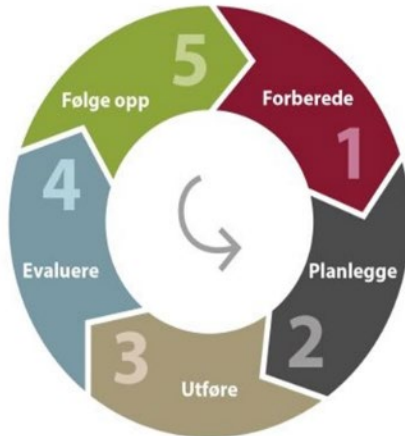 Forberede
1
Planlegge
2
Utføre
3
Evaluere
4
Følge opp
5